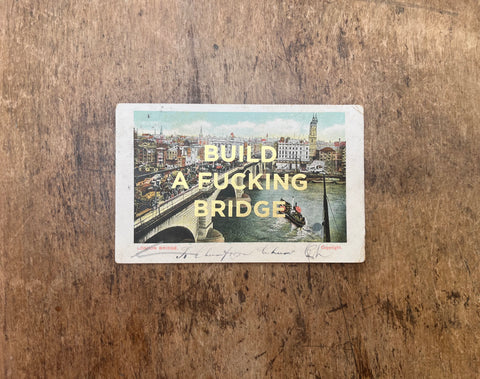 BUILD
A FUCKING
BRIDGE
LONDON BRIDGE
Copyright